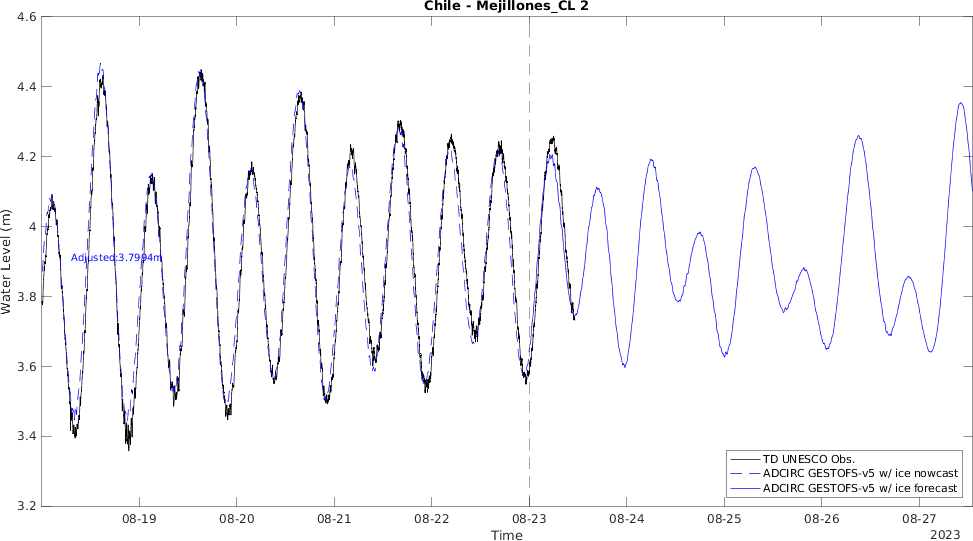 Chile - Mejillones_CL 2
Water Level (m)
4.6
4.4
4.2
4
3.8
3.6
3.4
3.2
Adjusted:3.7994m
TD UNESCO Obs.
ADCIRC GESTOFS-v5 w/ ice nowcast
ADCIRC GESTOFS-v5 w/ ice forecast
08-19 08-20 08-21 08-22 08-23 08-24 08-25 08-26 08-27
Time
2023